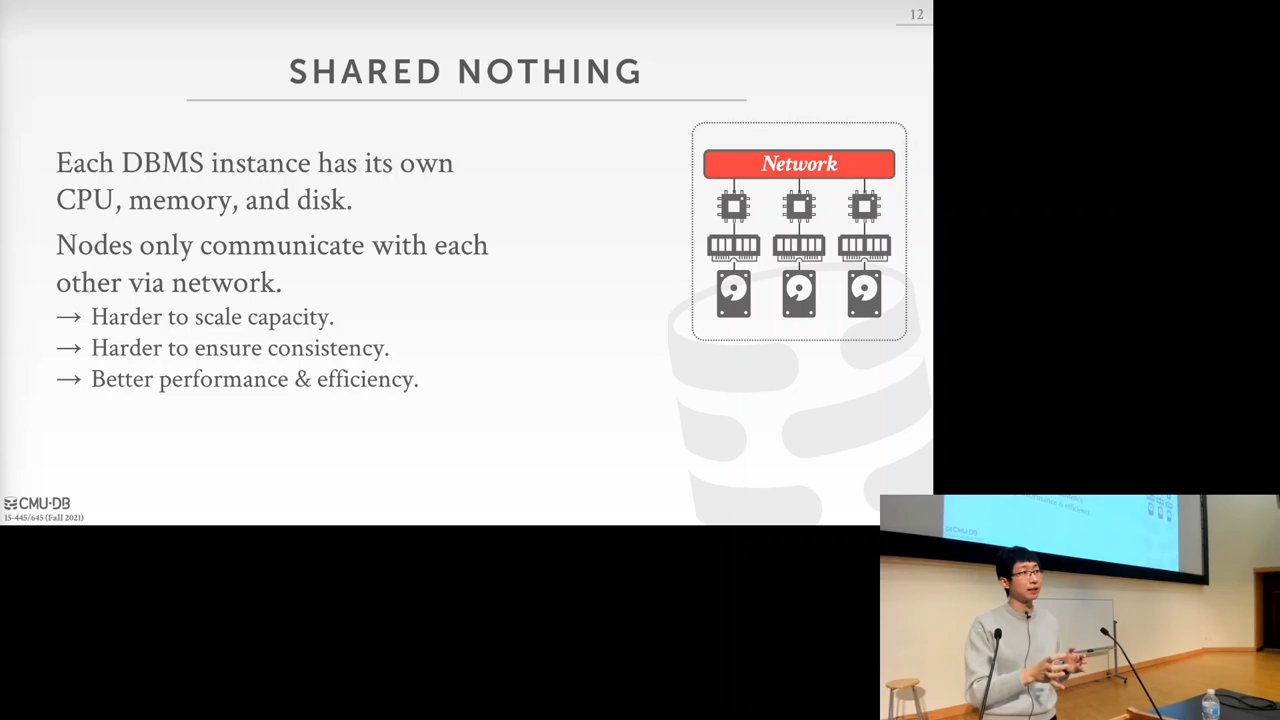 12
SHARED NOTHING
Each DBMS instance has its own
CPU, memory, and disk.
Nodes only communicate with each
other via network.
→ Harder to scale capacity.
→ Harder to ensure consistency.
→ Better performance & efficiency.
Network
CMU·DB
15-445/645 (Fall 2021)